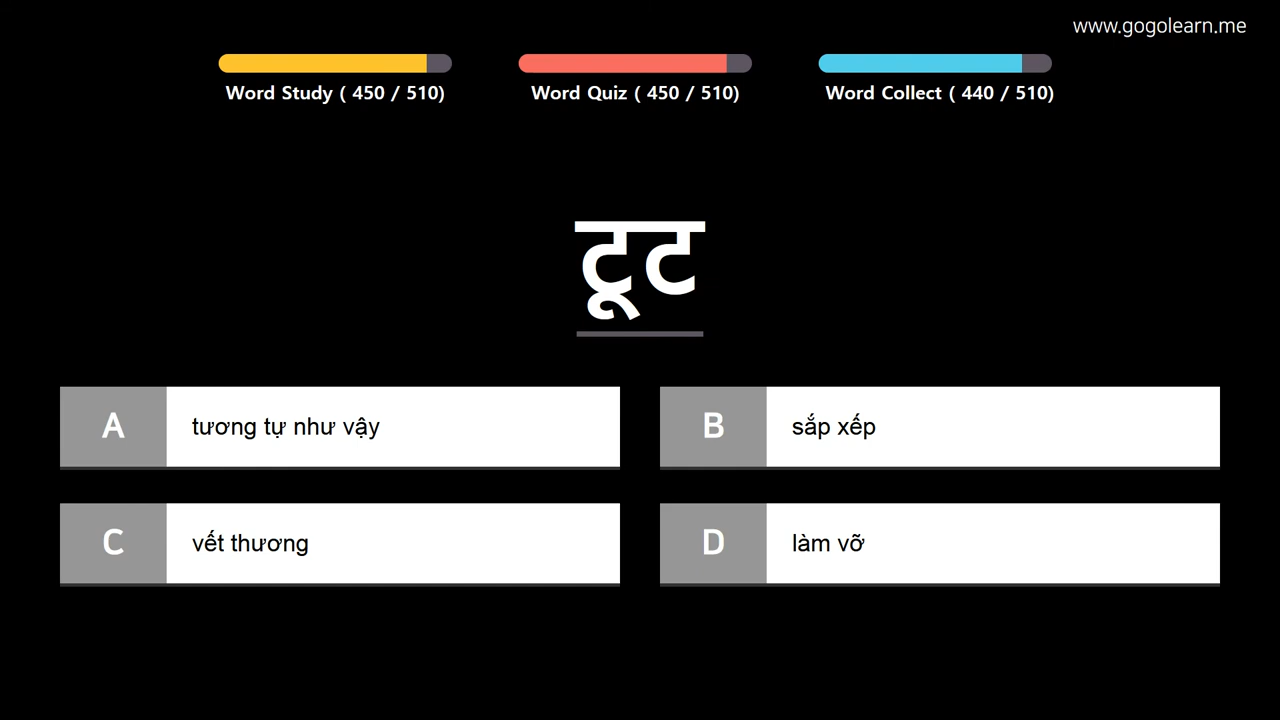 www.gogolearn.me
Word Study ( 450 / 510)
Word Quiz ( 450 / 510)
Word Collect ( 440 / 510)
टूट
A
tương tự như vậy
B
sắp xếp
C
vết thương
D
làm vỡ